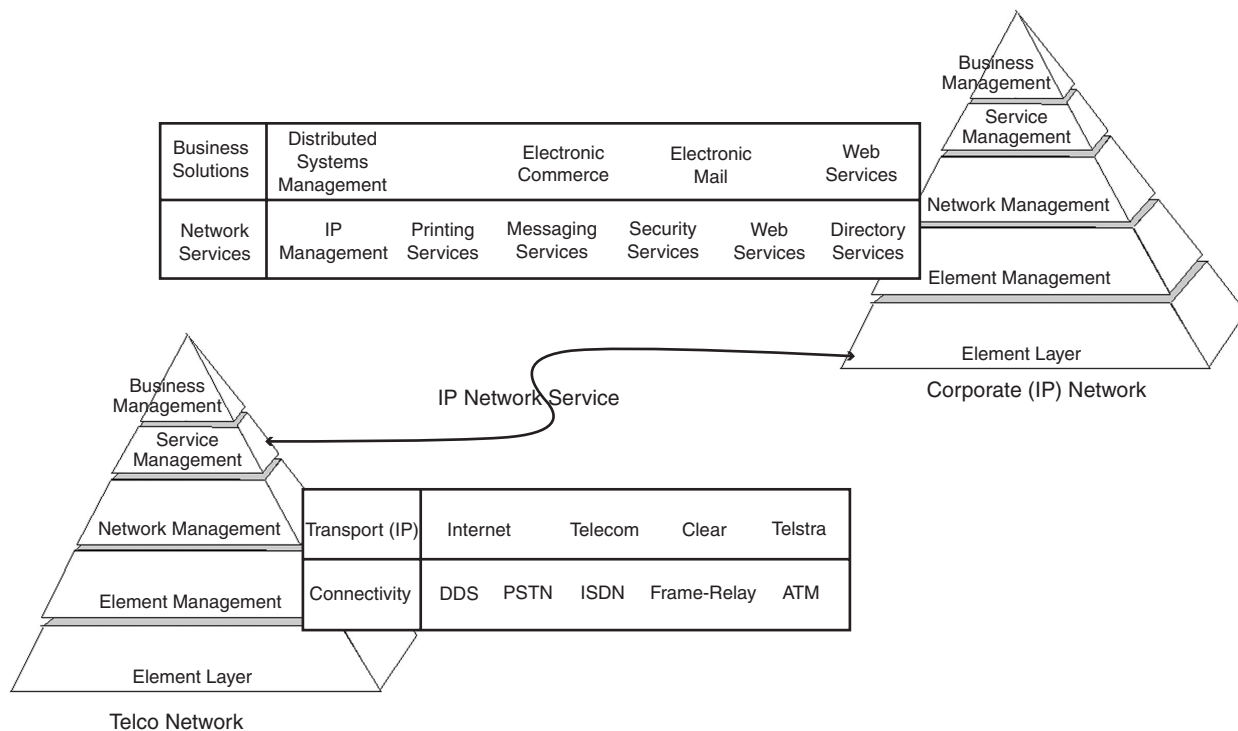 Business
Management
Service
Management
Network Management
Element Management
Element Layer
Corporate (IP) Network
Business
Solutions
Distributed
Systems
Management
Electronic
Commerce
Electronic
Mail
Web
Services
Network
Services
IP
Management
Printing
Services
Messaging
Services
Security
Services
Web
Services
Directory
Services
IP Network Service
Business
Management
Service
Management
Network Management
Element Management
Element Layer
Telco Network
Transport (IP)
Internet
Telecom
Clear
Telstra
Connectivity
DDS
PSTN
ISDN
Frame-Relay
ATM